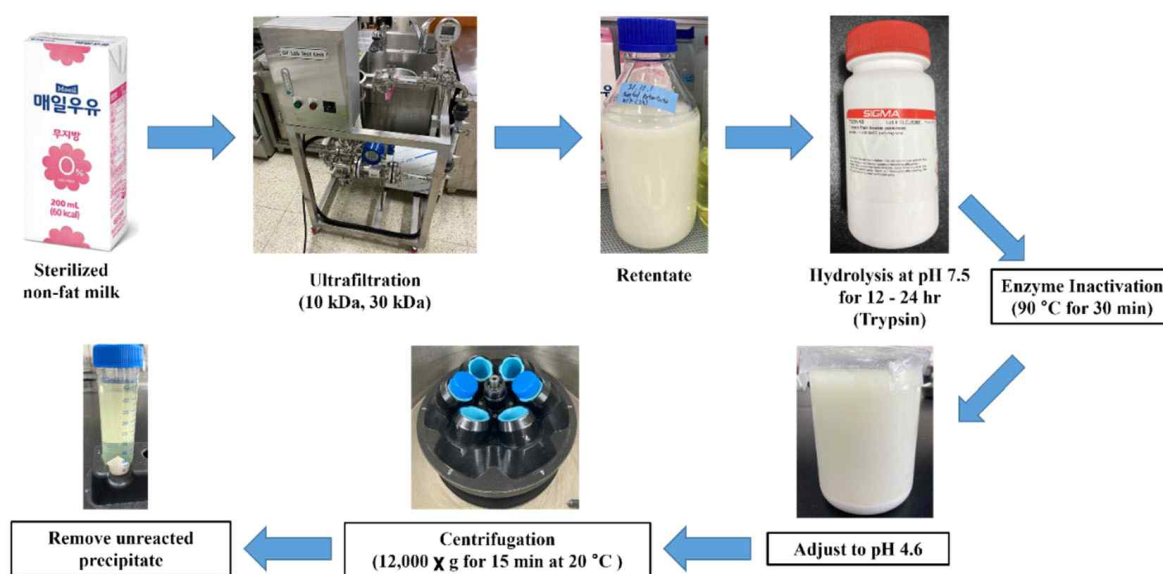 Maeil
매일우유
무지방
0%
200 mL
(60 kcal)
SIGMA
Sterilized
non-fat milk
Ultrafiltration
(10 kDa, 30 kDa)
Retentate
Hydrolysis at pH 7.5
for 12 - 24 hr
(Trypsin)
Enzyme Inactivation
(90 °C for 30 min)
Remove unreacted
precipitate
Centrifugation
(12,000 x g for 15 min at 20 °C )
Adjust to pH 4.6